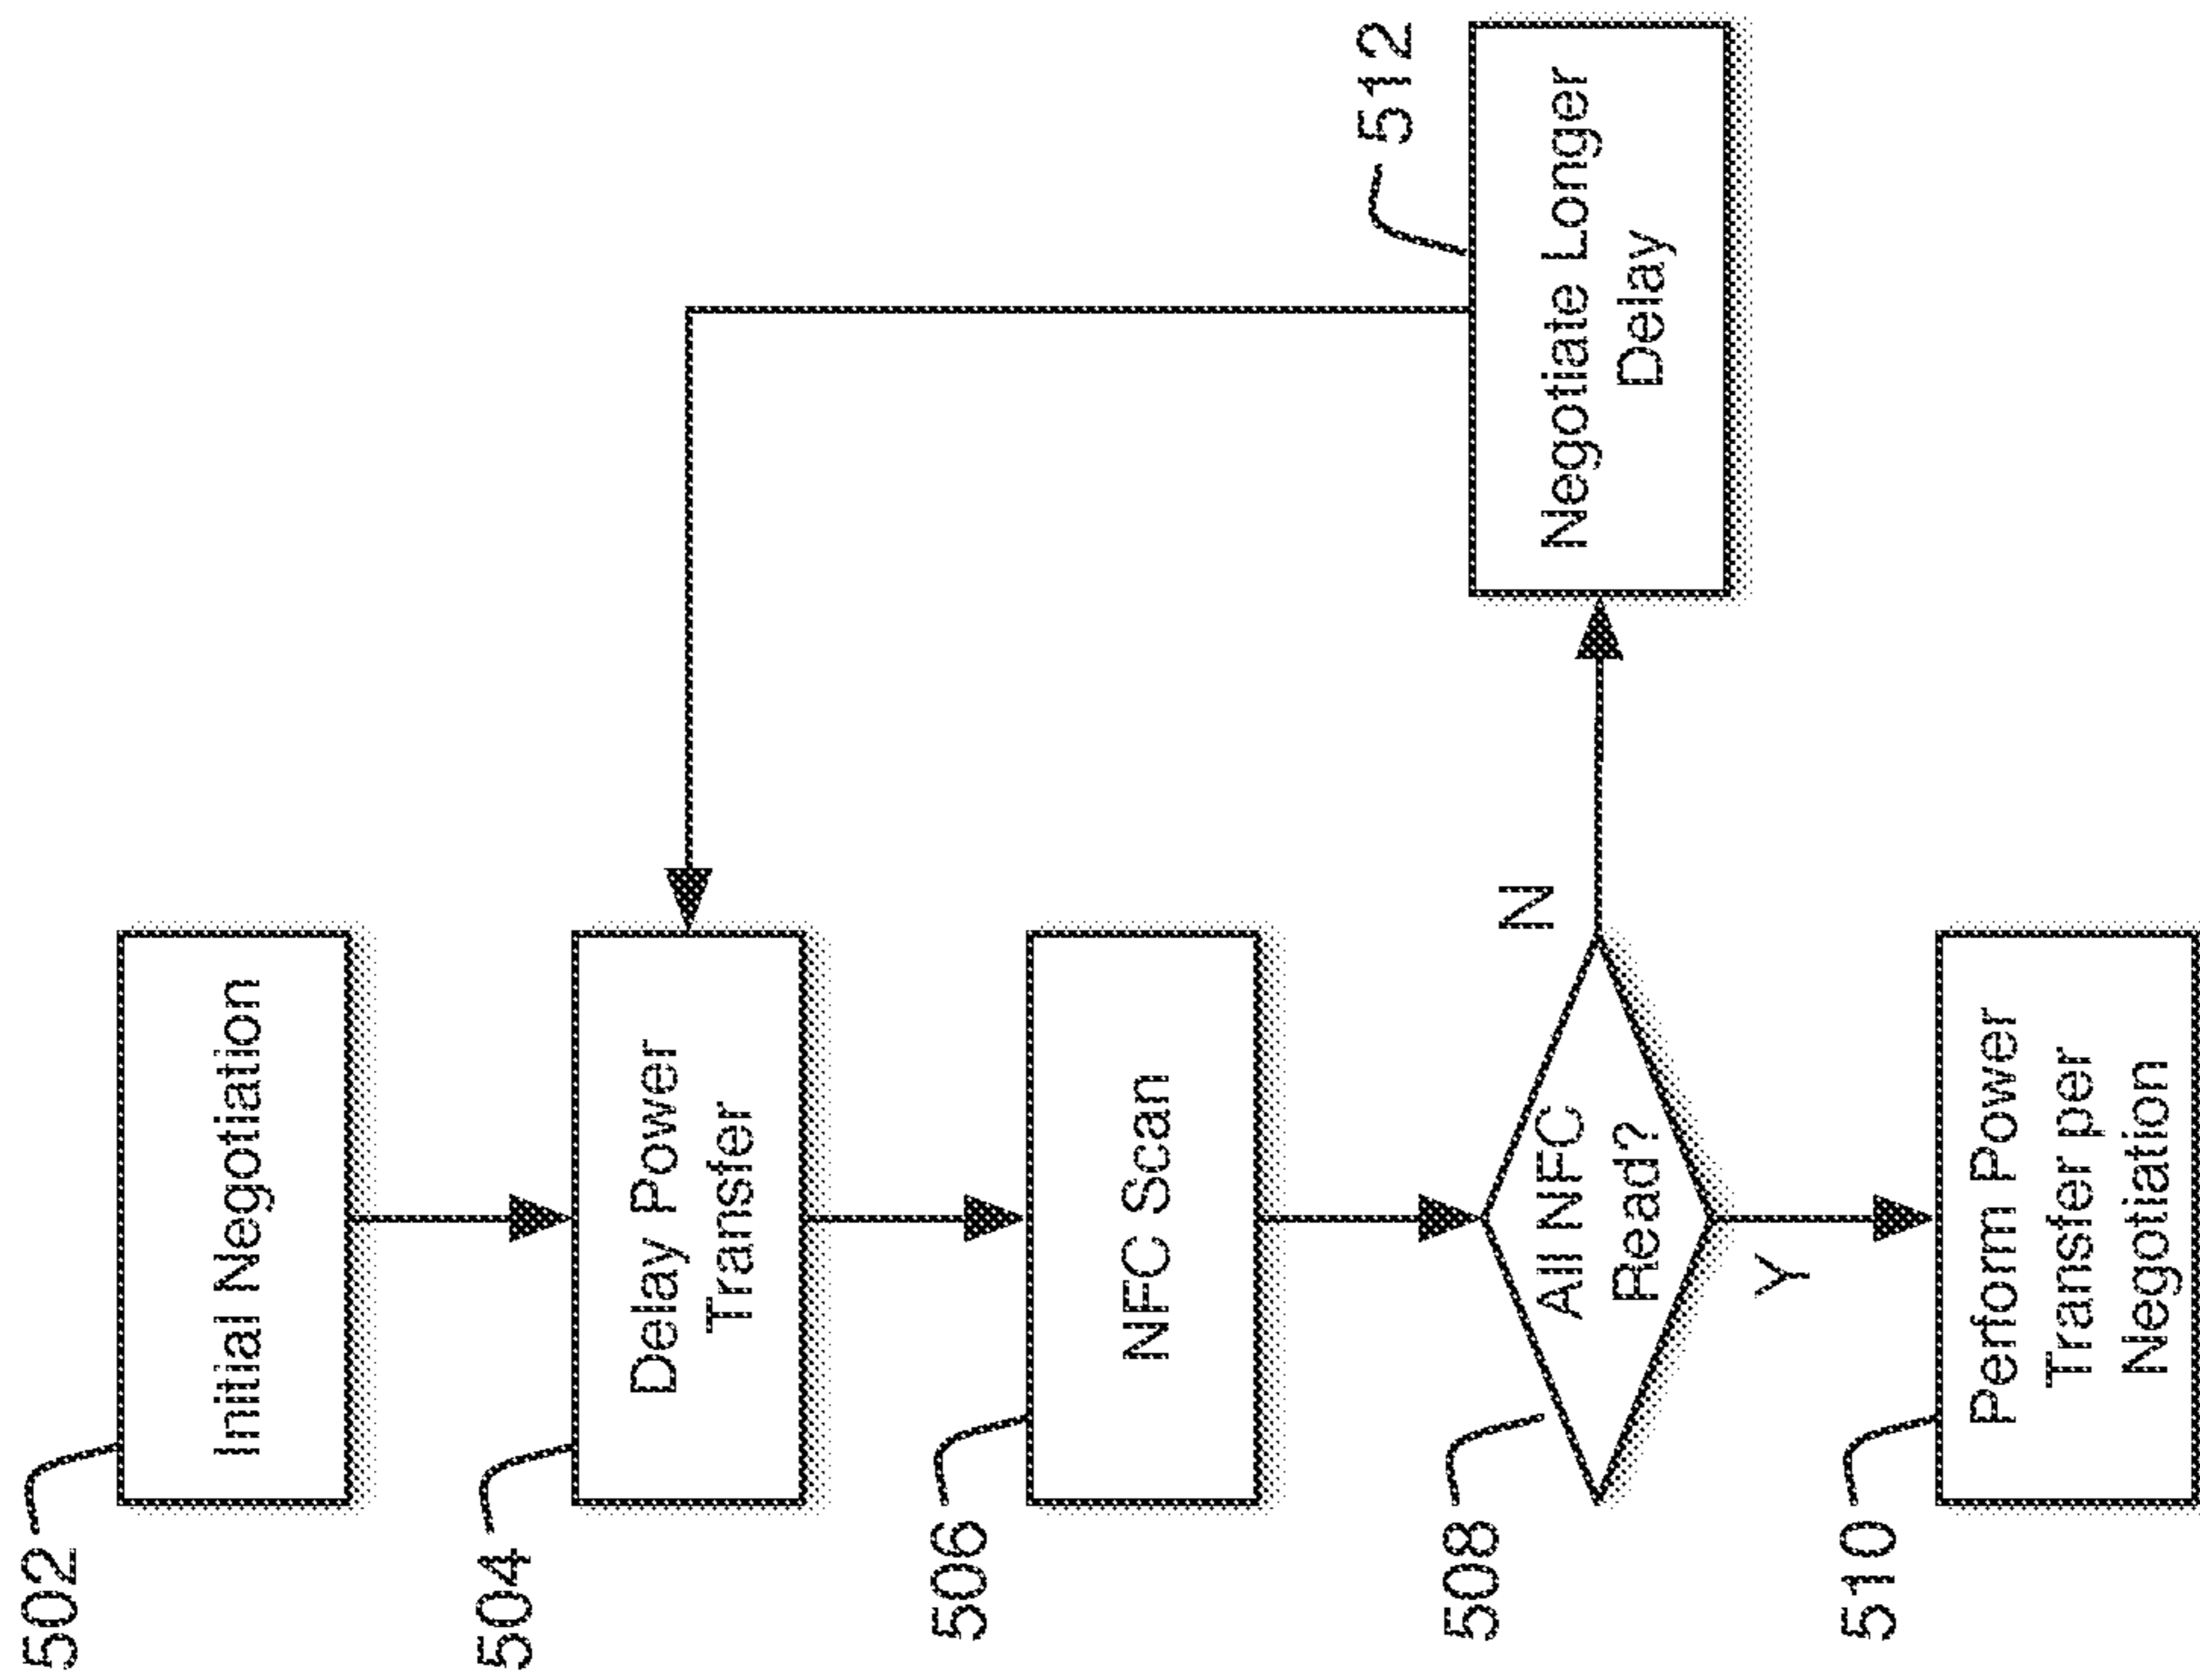 502
Initial Negotiation
504
Delay Power
Transfer
506
NFC Scan
508
All NFC
Read?
N
Y
512
Negotiate Longer
Delay
510
Perform Power
Transfer per
Negotiation